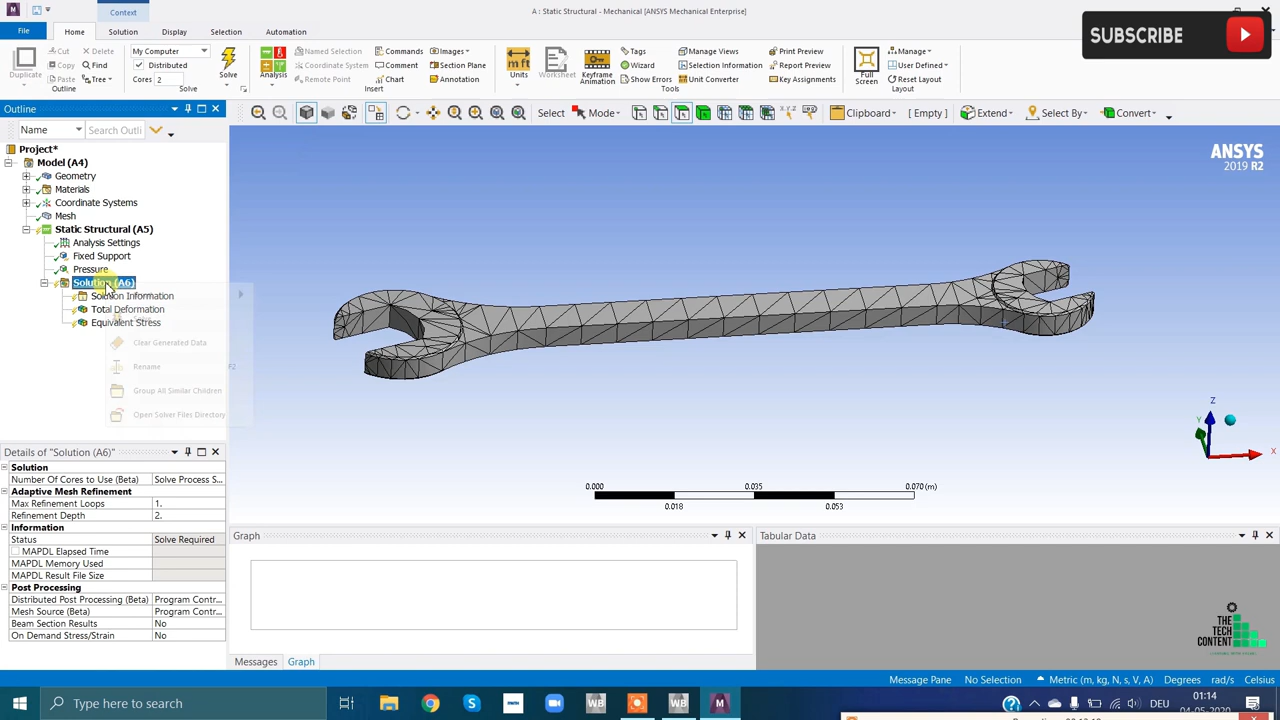 Context
A : Static Structural - Mechanical [ANSYS Mechanical Enterprise]
SUBSCRIBE
File Home Solution Display Selection Automation
Duplicate
Cut
Copy
Paste
Delete
Find
Tree
Outline
My Computer
Distributed
Cores 2
Solve
Solve
Analysis
Named Selection
Coordinate System
Remote Point
Commands
Comment
Chart
Images
Section Plane
Annotation
Insert
Units
Worksheet
Keyframe Animation
Tags
Wizard
Show Errors
Manage Views
Selection Information
Unit Converter
Print Preview
Report Preview
Key Assignments
Tools
Full Screen
Manage
User Defined
Reset Layout
Layout
Outline
Name
Search Outli
Select Mode Clipboard [ Empty ] Extend Select By Convert
Project*
Model (A4)
Geometry
Materials
Coordinate Systems
Mesh
Static Structural (A5)
Analysis Settings
Fixed Support
Pressure
Solution (A6)
Solution Information
Total Deformation
Equivalent Stress
Clear Generated Data
Rename
F2
Group All Similar Children
Open Solver Files Directory
ANSYS
2019 R2
Z
Y
X
0.000 0.035 0.070 (m)
0.018 0.053
Details of "Solution (A6)"
Solution
Number Of Cores to Use (Beta) Solve Process S...
Adaptive Mesh Refinement
Max Refinement Loops 1.
Refinement Depth 2.
Information
Status Solve Required
MAPDL Elapsed Time
MAPDL Memory Used
MAPDL Result File Size
Post Processing
Distributed Post Processing (Beta) Program Contr...
Mesh Source (Beta) Program Contr...
Beam Section Results No
On Demand Stress/Strain No
Graph
Tabular Data
THE
TECH
CONTENT
Messages Graph
Message Pane No Selection Metric (m, kg, N, s, V, A) Degrees rad/s Celsius
Type here to search
DEU
01:14
04-05-2020